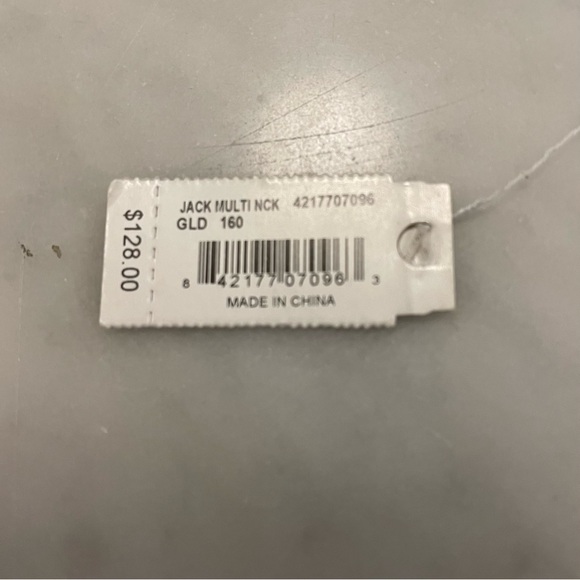 JACK MULTI NCK 4217707096
GLD 160
8 42177 07096 3
MADE IN CHINA
$128.00